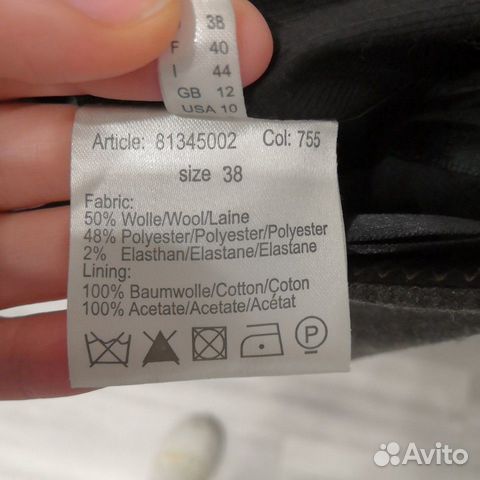 38
F 40
I 44
GB 12
USA 10
Article: 81345002 Col: 755
size 38
Fabric:
50% Wolle/Wool/Laine
48% Polyester/Polyester/Polyester
2% Elasthan/Elastane/Elastane
Lining:
100% Baumwolle/Cotton/Çoton
100% Acetate/Acetate/Acétat
P
Avito